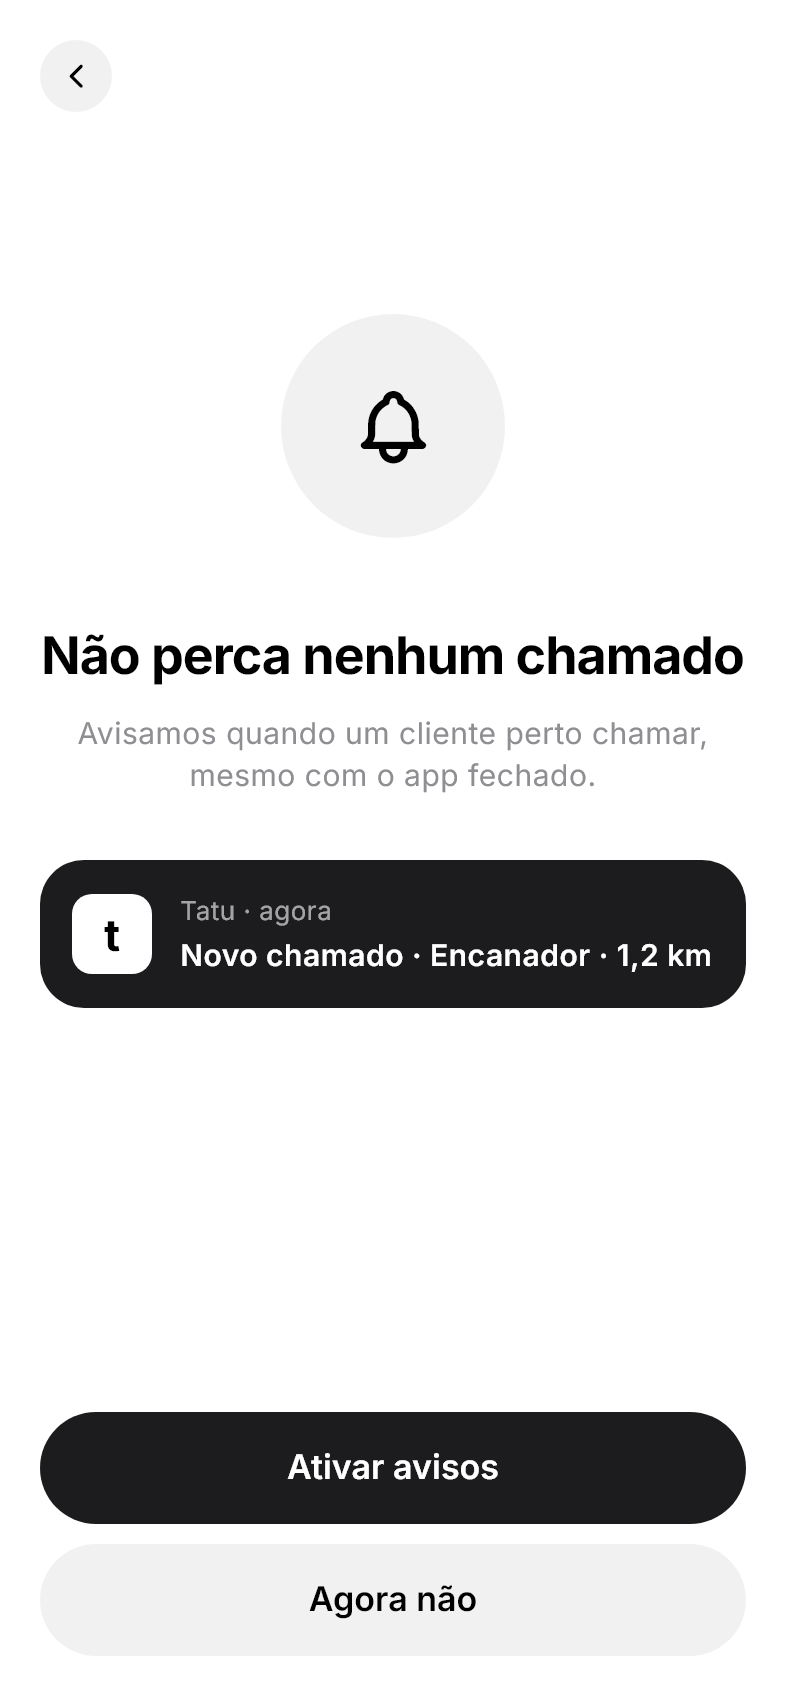 Não perca nenhum chamado
Avisamos quando um cliente perto chamar,
mesmo com o app fechado.
t
Tatu · agora
Novo chamado · Encanador · 1,2 km
Ativar avisos
Agora não